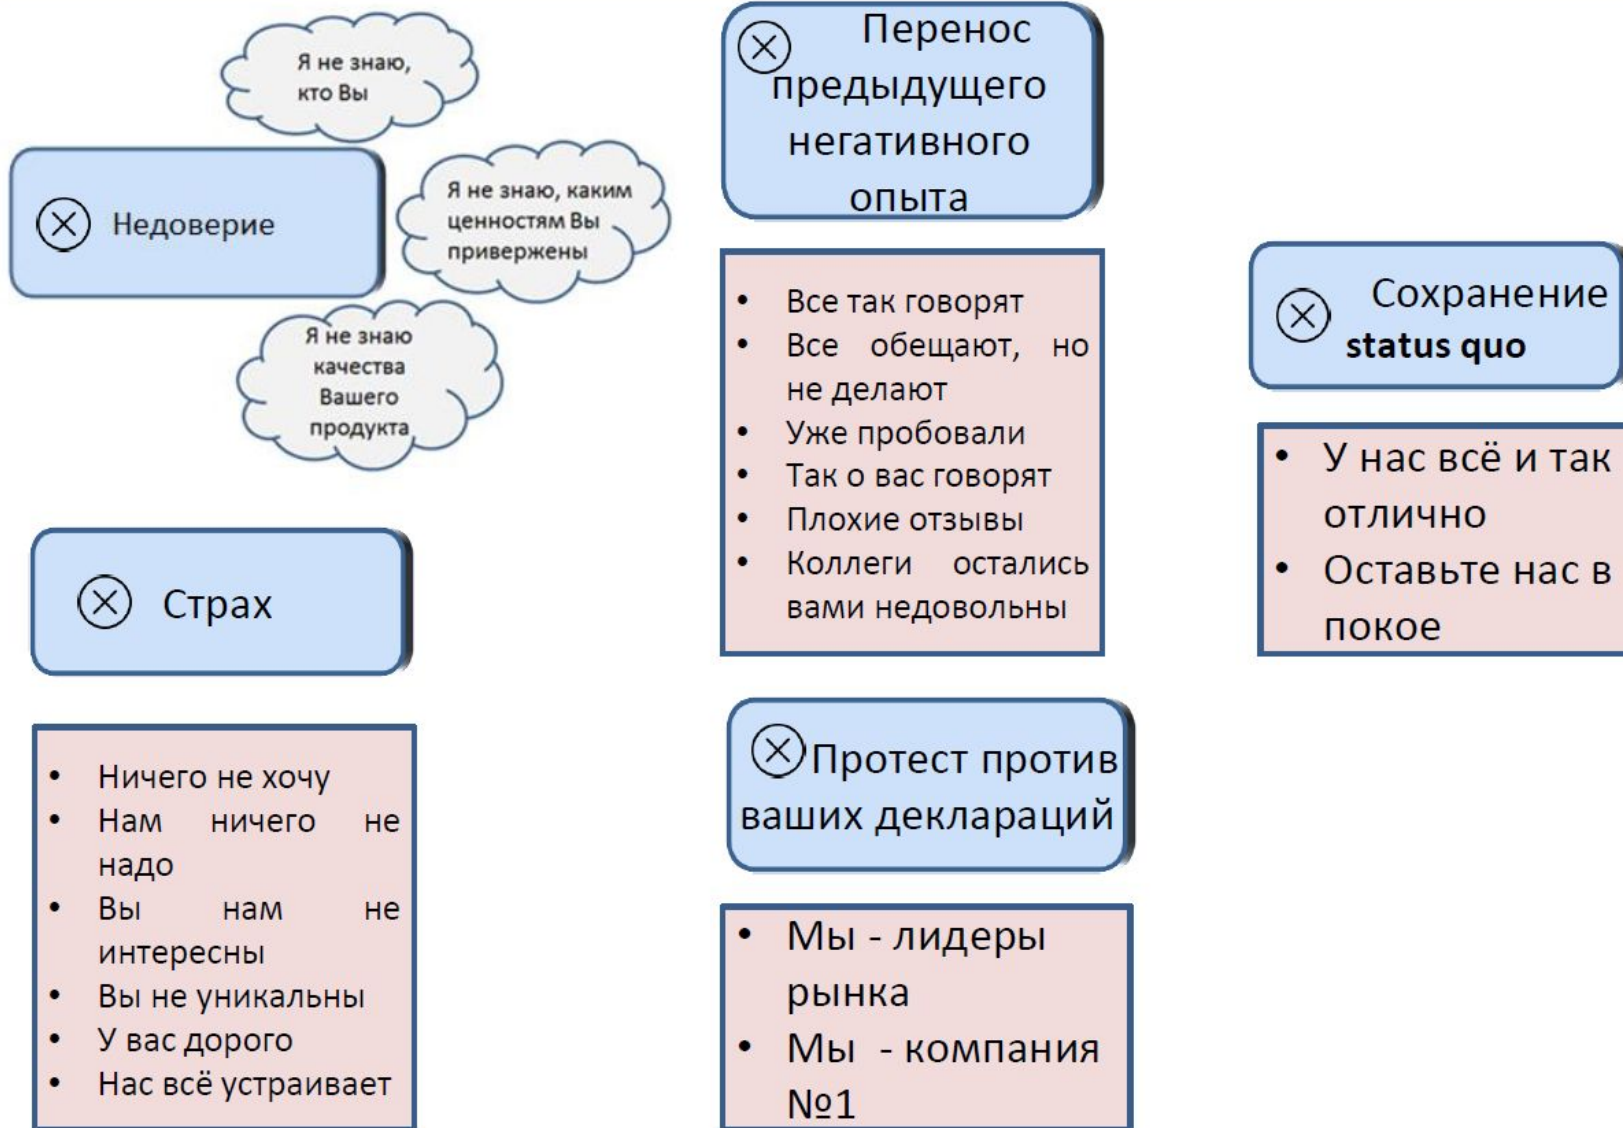 Я не знаю,
кто Вы
Недоверие
Я не знаю, каким
ценностям Вы
привержены
Я не знаю
качества
Вашего
продукта
Страх
• Ничего не хочу
• Нам ничего не
надо
• Вы нам не
интересны
• Вы не уникальны
• У вас дорого
• Нас всё устраивает
Перенос
предыдущего
негативного
опыта
• Все так говорят
• Все обещают, но
не делают
• Уже пробовали
• Так о вас говорят
• Плохие отзывы
• Коллеги остались
вами недовольны
Протест против
ваших деклараций
• Мы - лидеры
рынка
• Мы - компания
№1
Сохранение
status quo
• У нас всё и так
отлично
• Оставьте нас в
покое